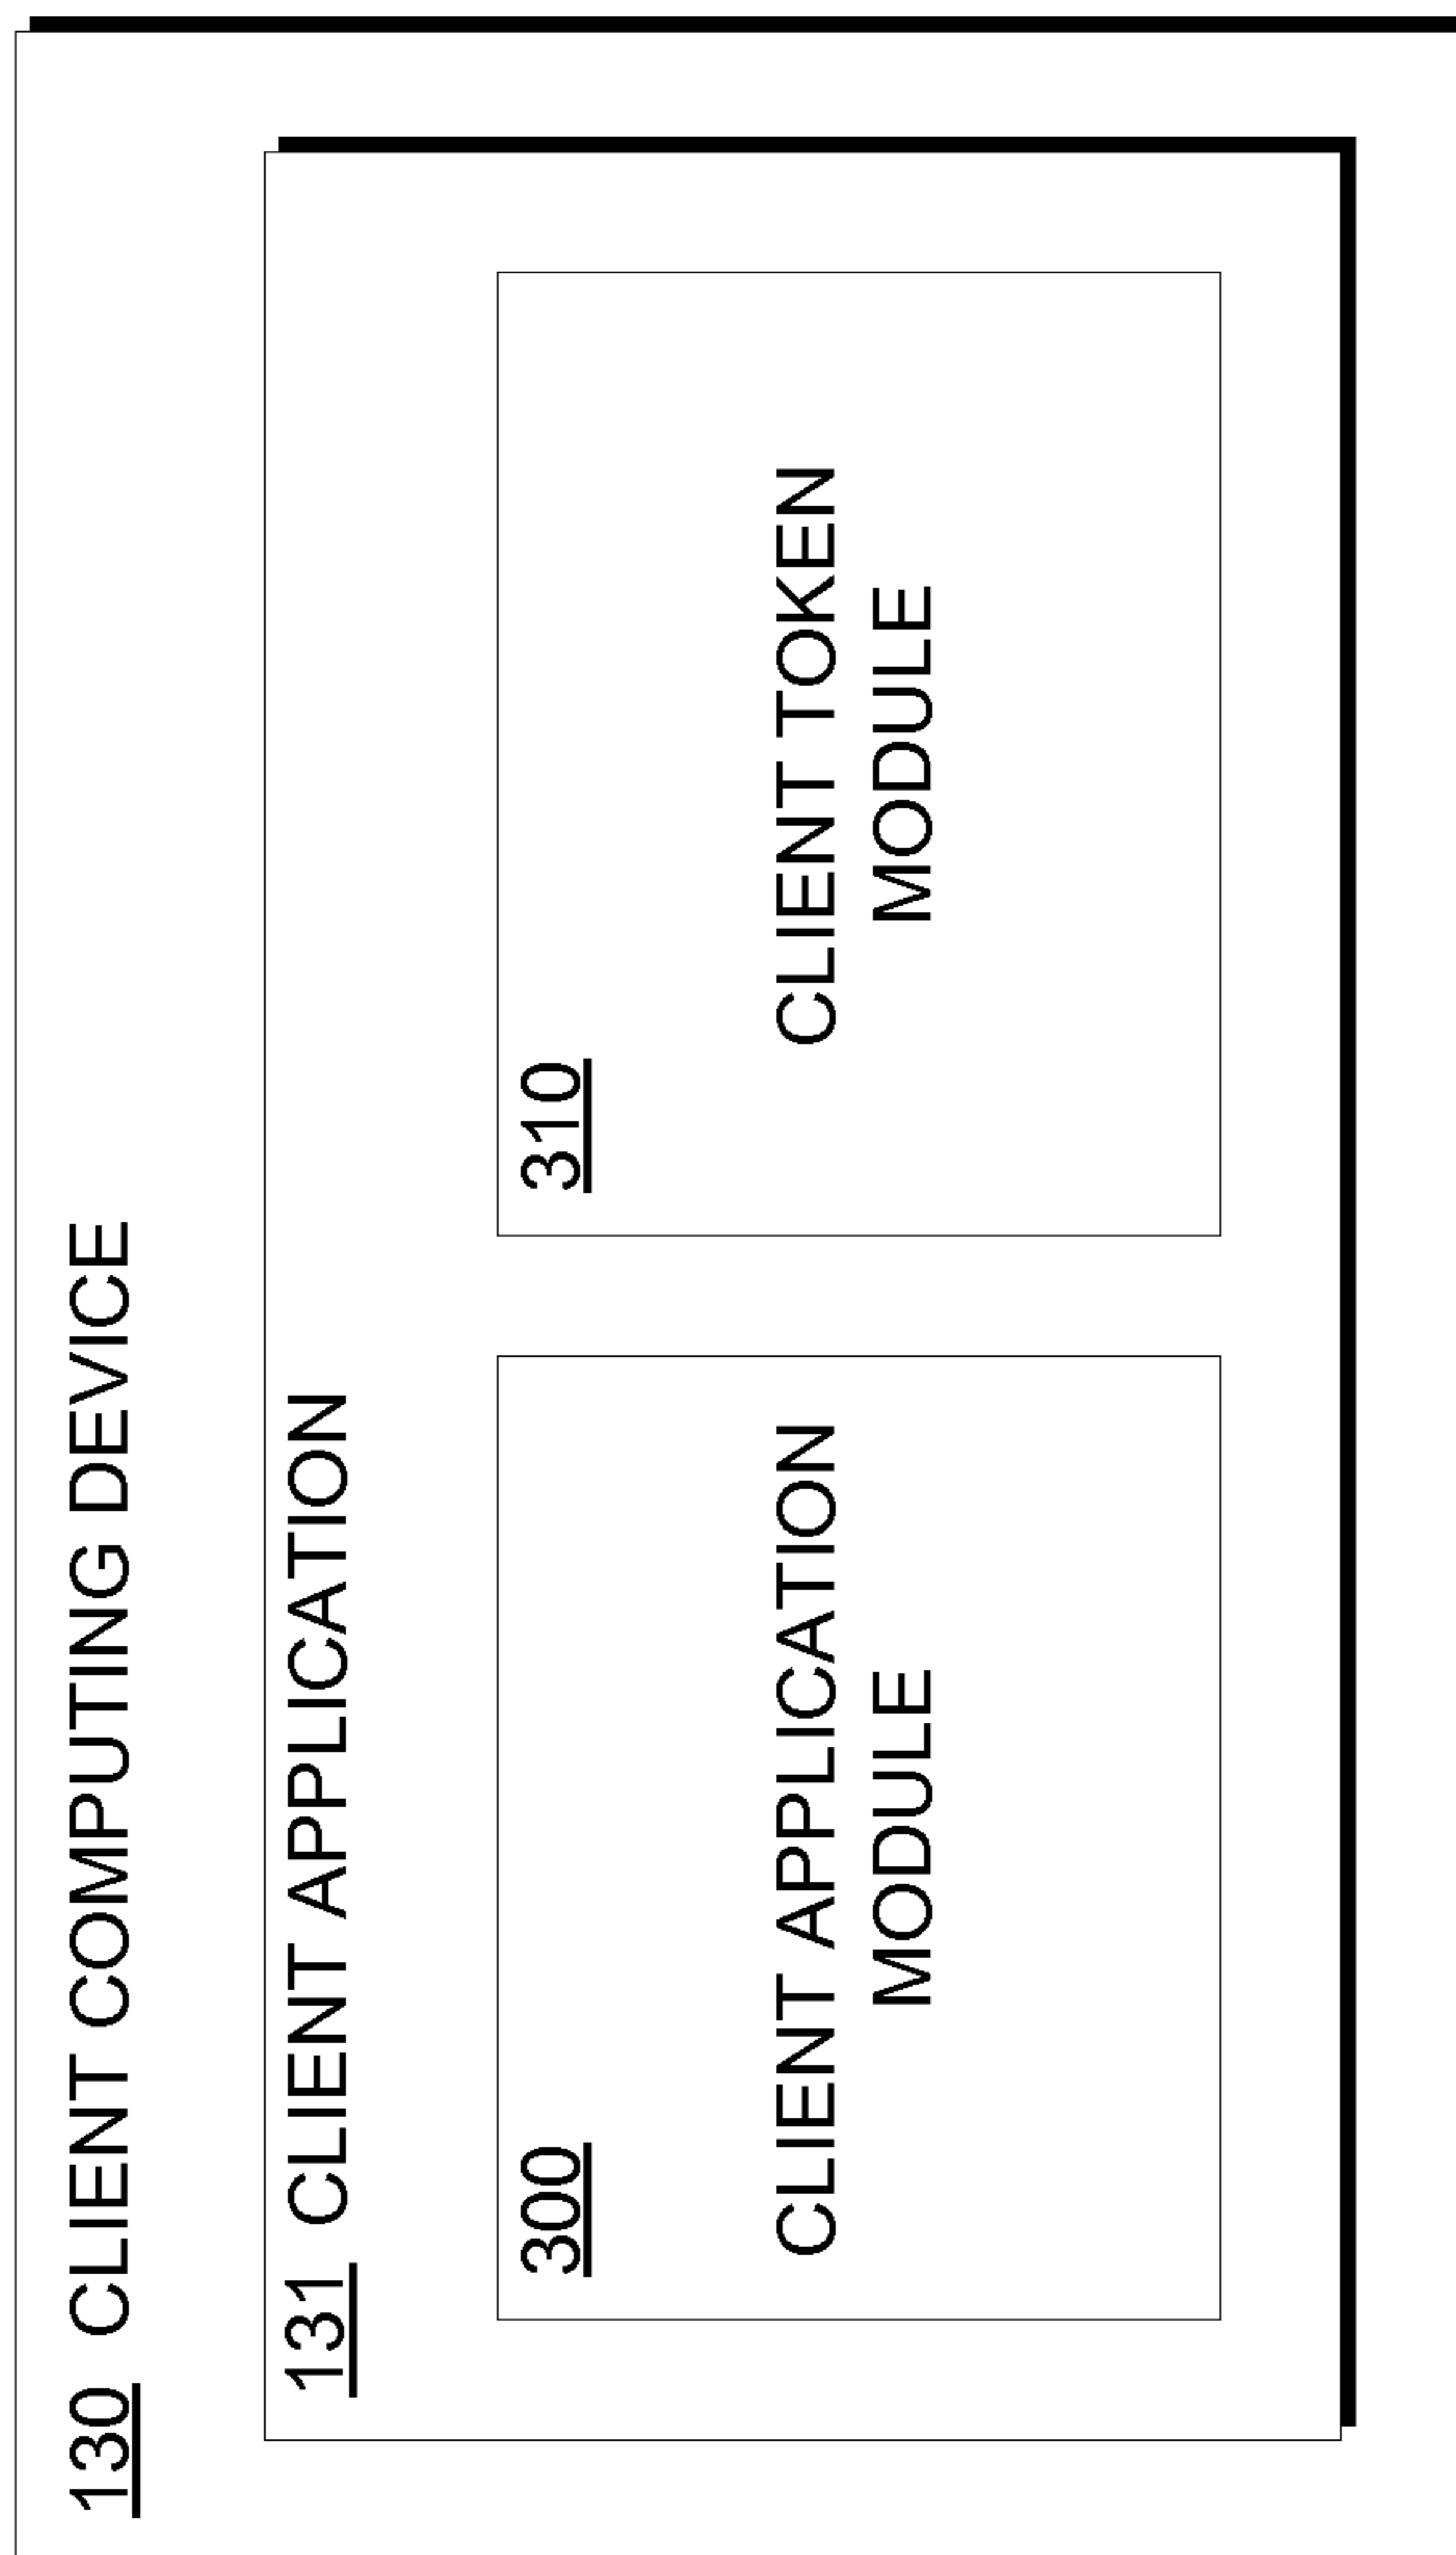 130 CLIENT COMPUTING DEVICE
131 CLIENT APPLICATION
300
CLIENT APPLICATION
MODULE
310
CLIENT TOKEN
MODULE